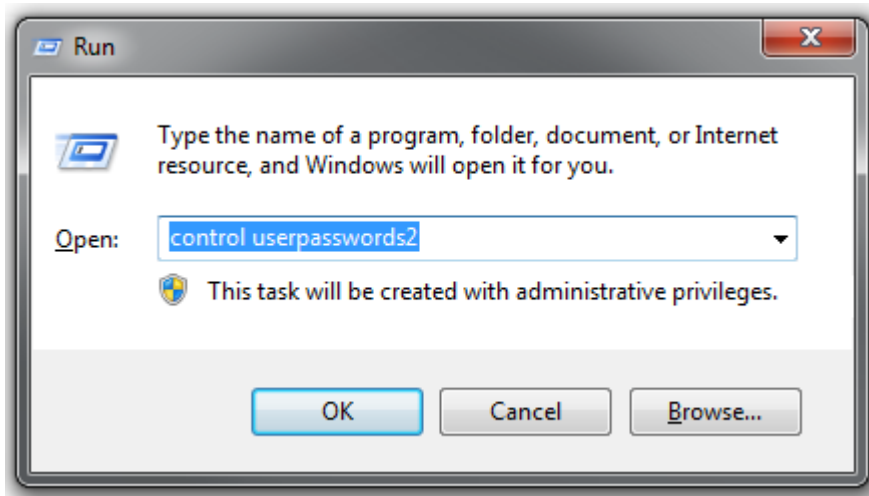 Run
Type the name of a program, folder, document, or Internet
resource, and Windows will open it for you.
Open: control userpasswords2
This task will be created with administrative privileges.
OK Cancel Browse...